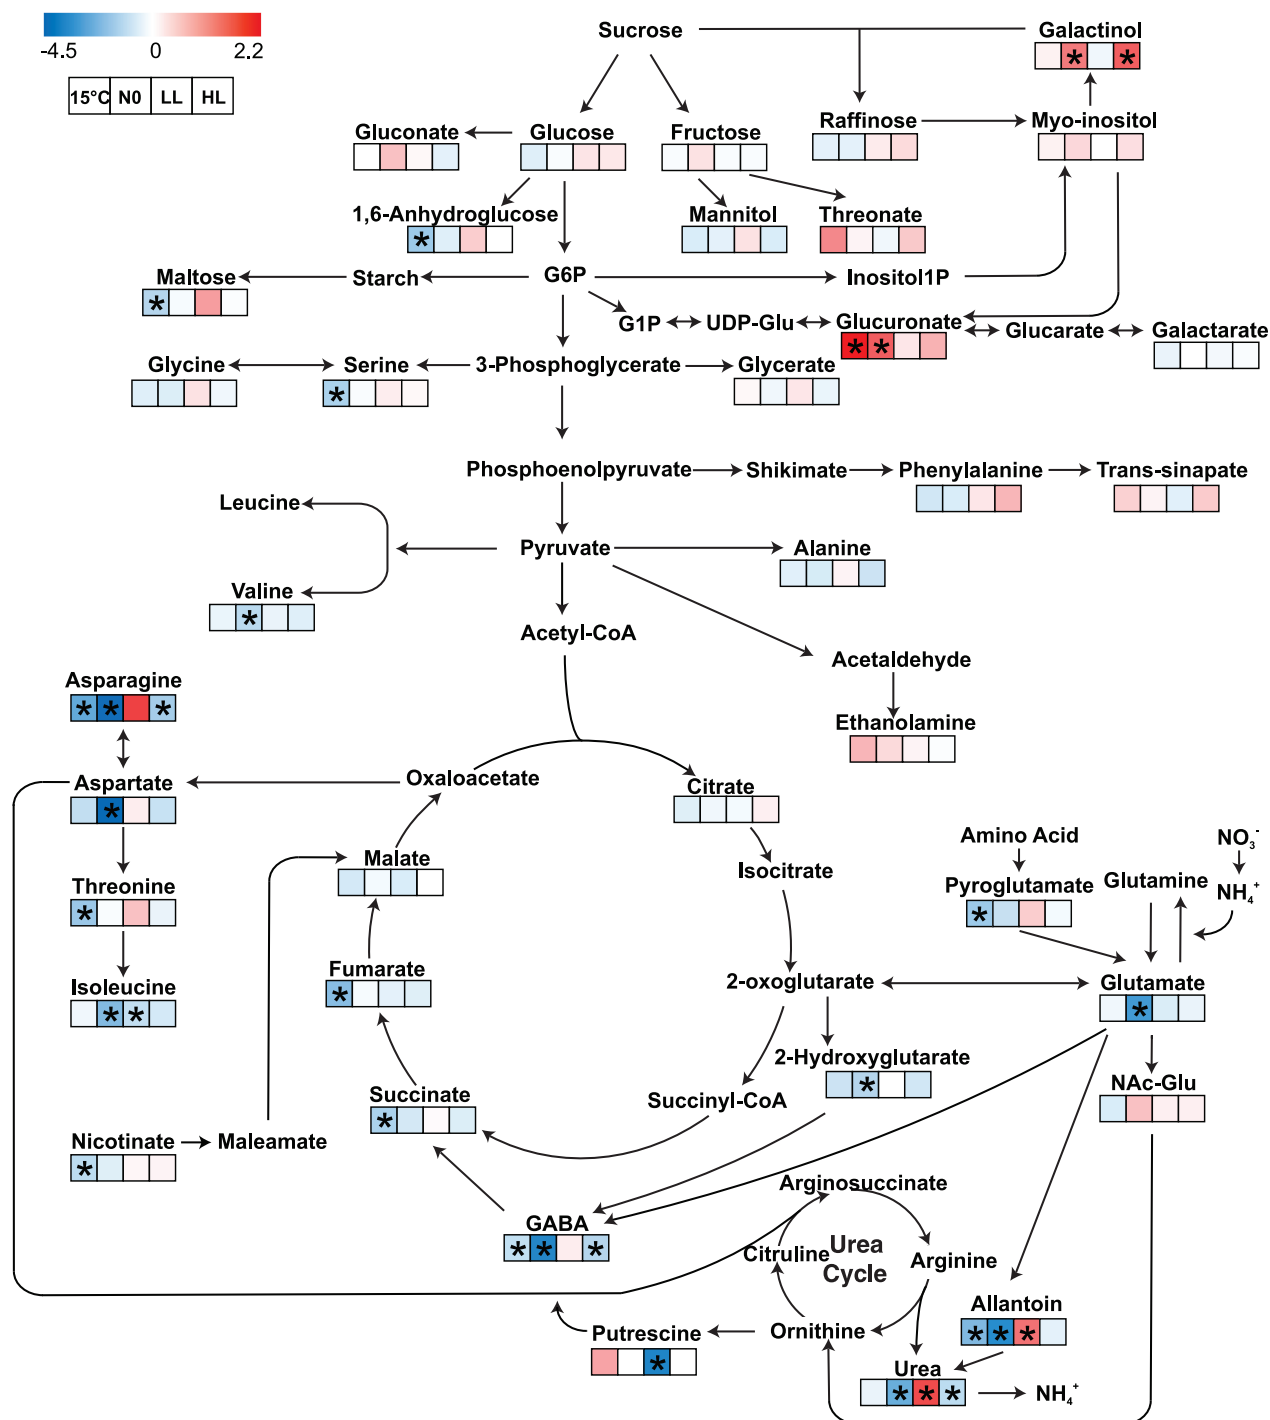 -4.5 0 2.2
15°C N0 LL HL
Sucrose
Galactinol
* *
Gluconate
Glucose
Fructose
Raffinose
Myo-inositol
1,6-Anhydroglucose
*
Mannitol
Threonate
Maltose
*
Starch
G6P
Inositol1P
G1P
UDP-Glu
Glucuronate
* *
Glucarate
Galactarate
Glycine
Serine
*
3-Phosphoglycerate
Glycerate
Phosphoenolpyruvate
Shikimate
Phenylalanine
Trans-sinapate
Leucine
Pyruvate
Alanine
Valine
*
Acetyl-CoA
Acetaldehyde
Asparagine
* * *
Ethanolamine
Aspartate
*
Oxaloacetate
Citrate
Amino Acid
NO3-
Malate
Isocitrate
Threonine
*
Pyroglutamate
*
Glutamine
NH4+
Fumarate
*
2-oxoglutarate
Glutamate
*
Isoleucine
* *
2-Hydroxyglutarate
*
Succinate
*
Succinyl-CoA
NAc-Glu
Nicotinate
*
Maleamate
Arginosuccinate
GABA
* * *
Citruline
Urea
Cycle
Arginine
Allantoin
* * *
Putrescine
*
Ornithine
Urea
* * *
NH4+